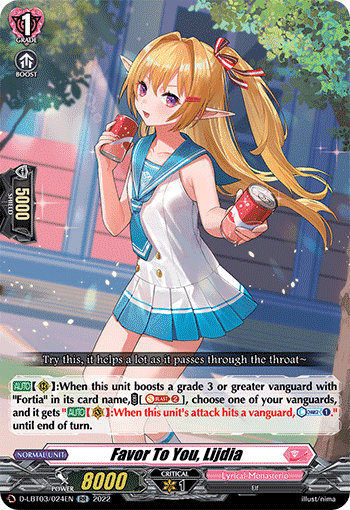 1
GRADE
BOOST
5000
SHIELD
Try this, it helps a lot as it passes through the throat~
AUTO [ ]:When this unit boosts a grade 3 or greater vanguard with
"Fortia" in its card name, [ BLAST 2], choose one of your vanguards,
and it gets "AUTO [ ]:When this unit's attack hits a vanguard, 1,"
until end of turn.
NORMAL UNIT
Favor To You, Lijdia
POWER 8000
CRITICAL
1
Lyrical Monasterio
Elf
D-LBT03/024EN RR 2022
illust/nima